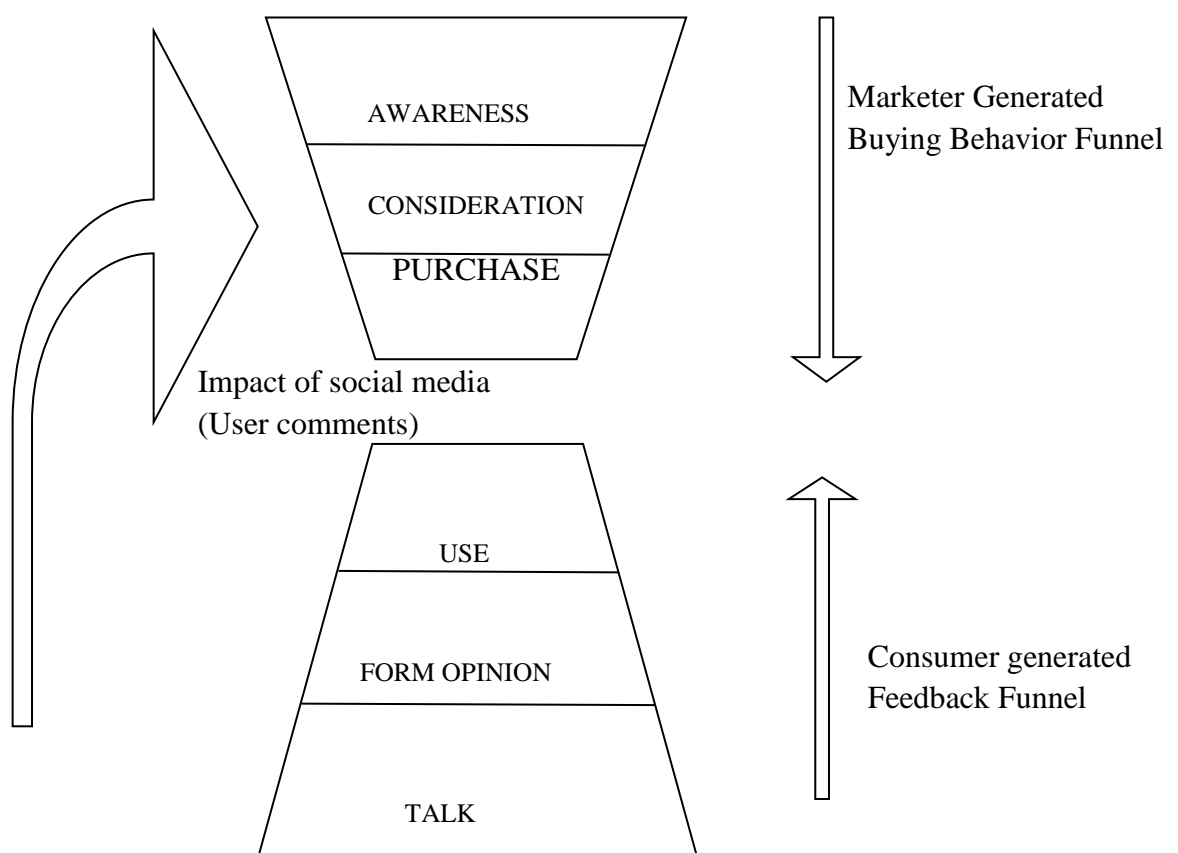 AWARENESS
Marketer Generated
Buying Behavior Funnel
CONSIDERATION
PURCHASE
Impact of social media
(User comments)
USE
FORM OPINION
Consumer generated
Feedback Funnel
TALK